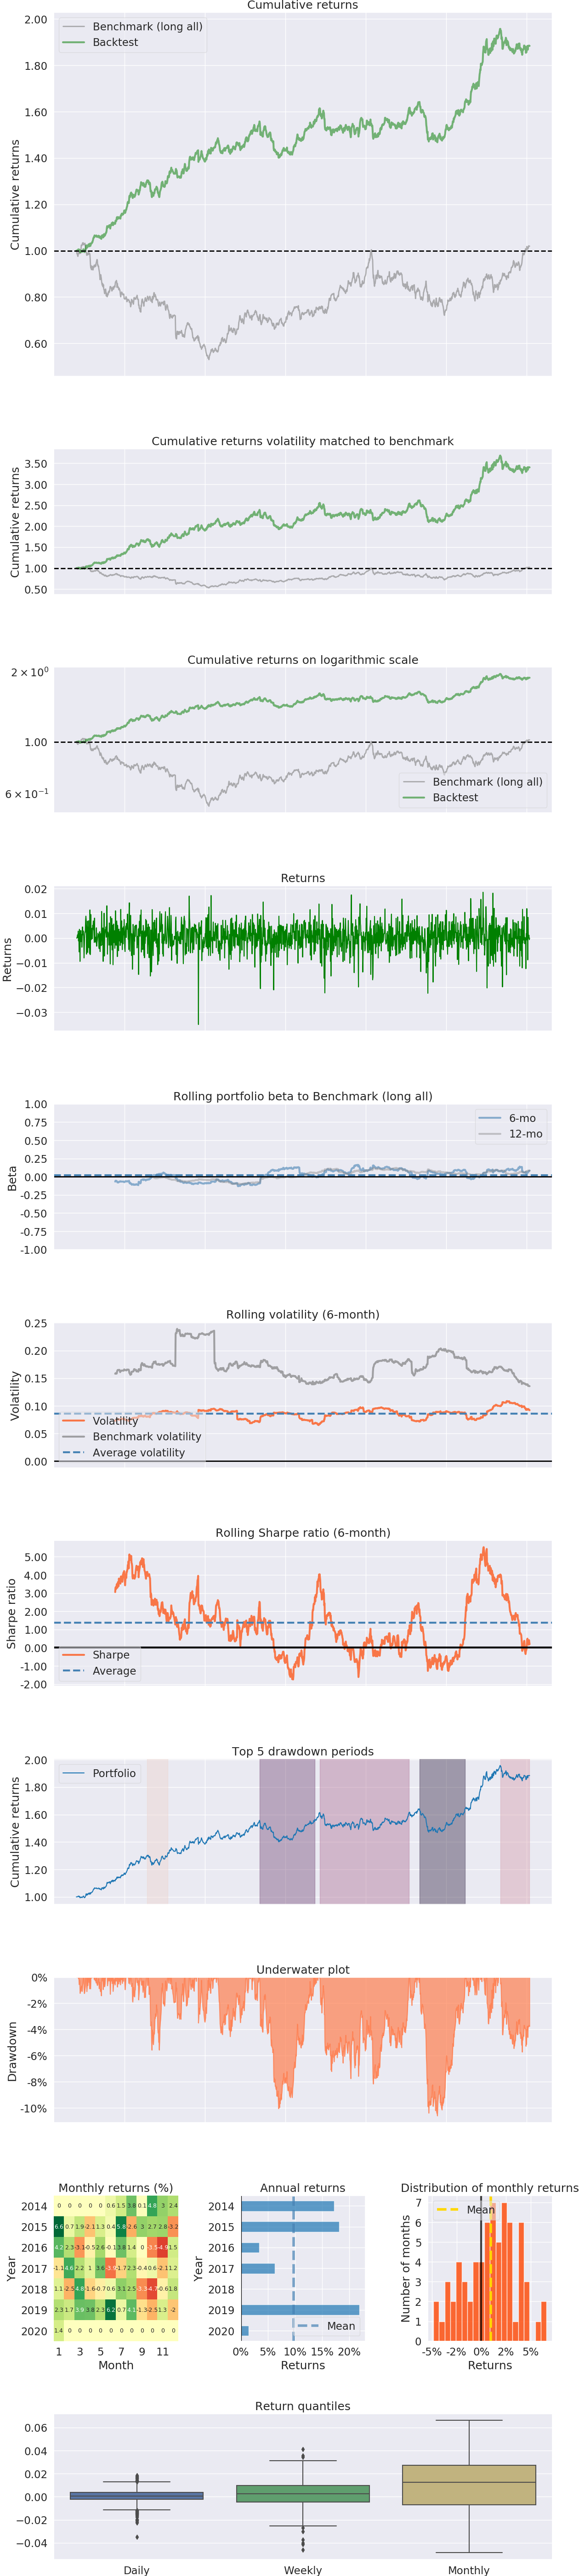 Cumulative returns
Benchmark (long all)
Backtest
Cumulative returns
2.00
1.80
1.60
1.40
1.20
1.00
0.80
0.60
Cumulative returns volatility matched to benchmark
Cumulative returns
3.50
3.00
2.50
2.00
1.50
1.00
0.50
Cumulative returns on logarithmic scale
2 × 10⁰
1.00
6 × 10⁻¹
Benchmark (long all)
Backtest
Returns
Returns
0.02
0.01
0.00
−0.01
−0.02
−0.03
Rolling portfolio beta to Benchmark (long all)
Beta
1.00
0.75
0.50
0.25
0.00
-0.25
-0.50
-0.75
-1.00
6-mo
12-mo
Rolling volatility (6-month)
Volatility
0.25
0.20
0.15
0.10
0.05
0.00
Volatility
Benchmark volatility
Average volatility
Rolling Sharpe ratio (6-month)
Sharpe ratio
5.00
4.00
3.00
2.00
1.00
0.00
-1.00
-2.00
Sharpe
Average
Top 5 drawdown periods
Portfolio
Cumulative returns
2.00
1.80
1.60
1.40
1.20
1.00
Underwater plot
Drawdown
0%
-2%
-4%
-6%
-8%
-10%
Monthly returns (%)
Year
2014
2015
2016
2017
2018
2019
2020
1 3 5 7 9 11
Month
Annual returns
Year
2014
2015
2016
2017
2018
2019
2020
Mean
0% 5% 10% 15% 20%
Returns
Distribution of monthly returns
Mean
Number of months
7
6
5
4
3
2
1
0
-5% -2% 0% 2% 5%
Returns
Return quantiles
0.06
0.04
0.02
0.00
−0.02
−0.04
Daily Weekly Monthly